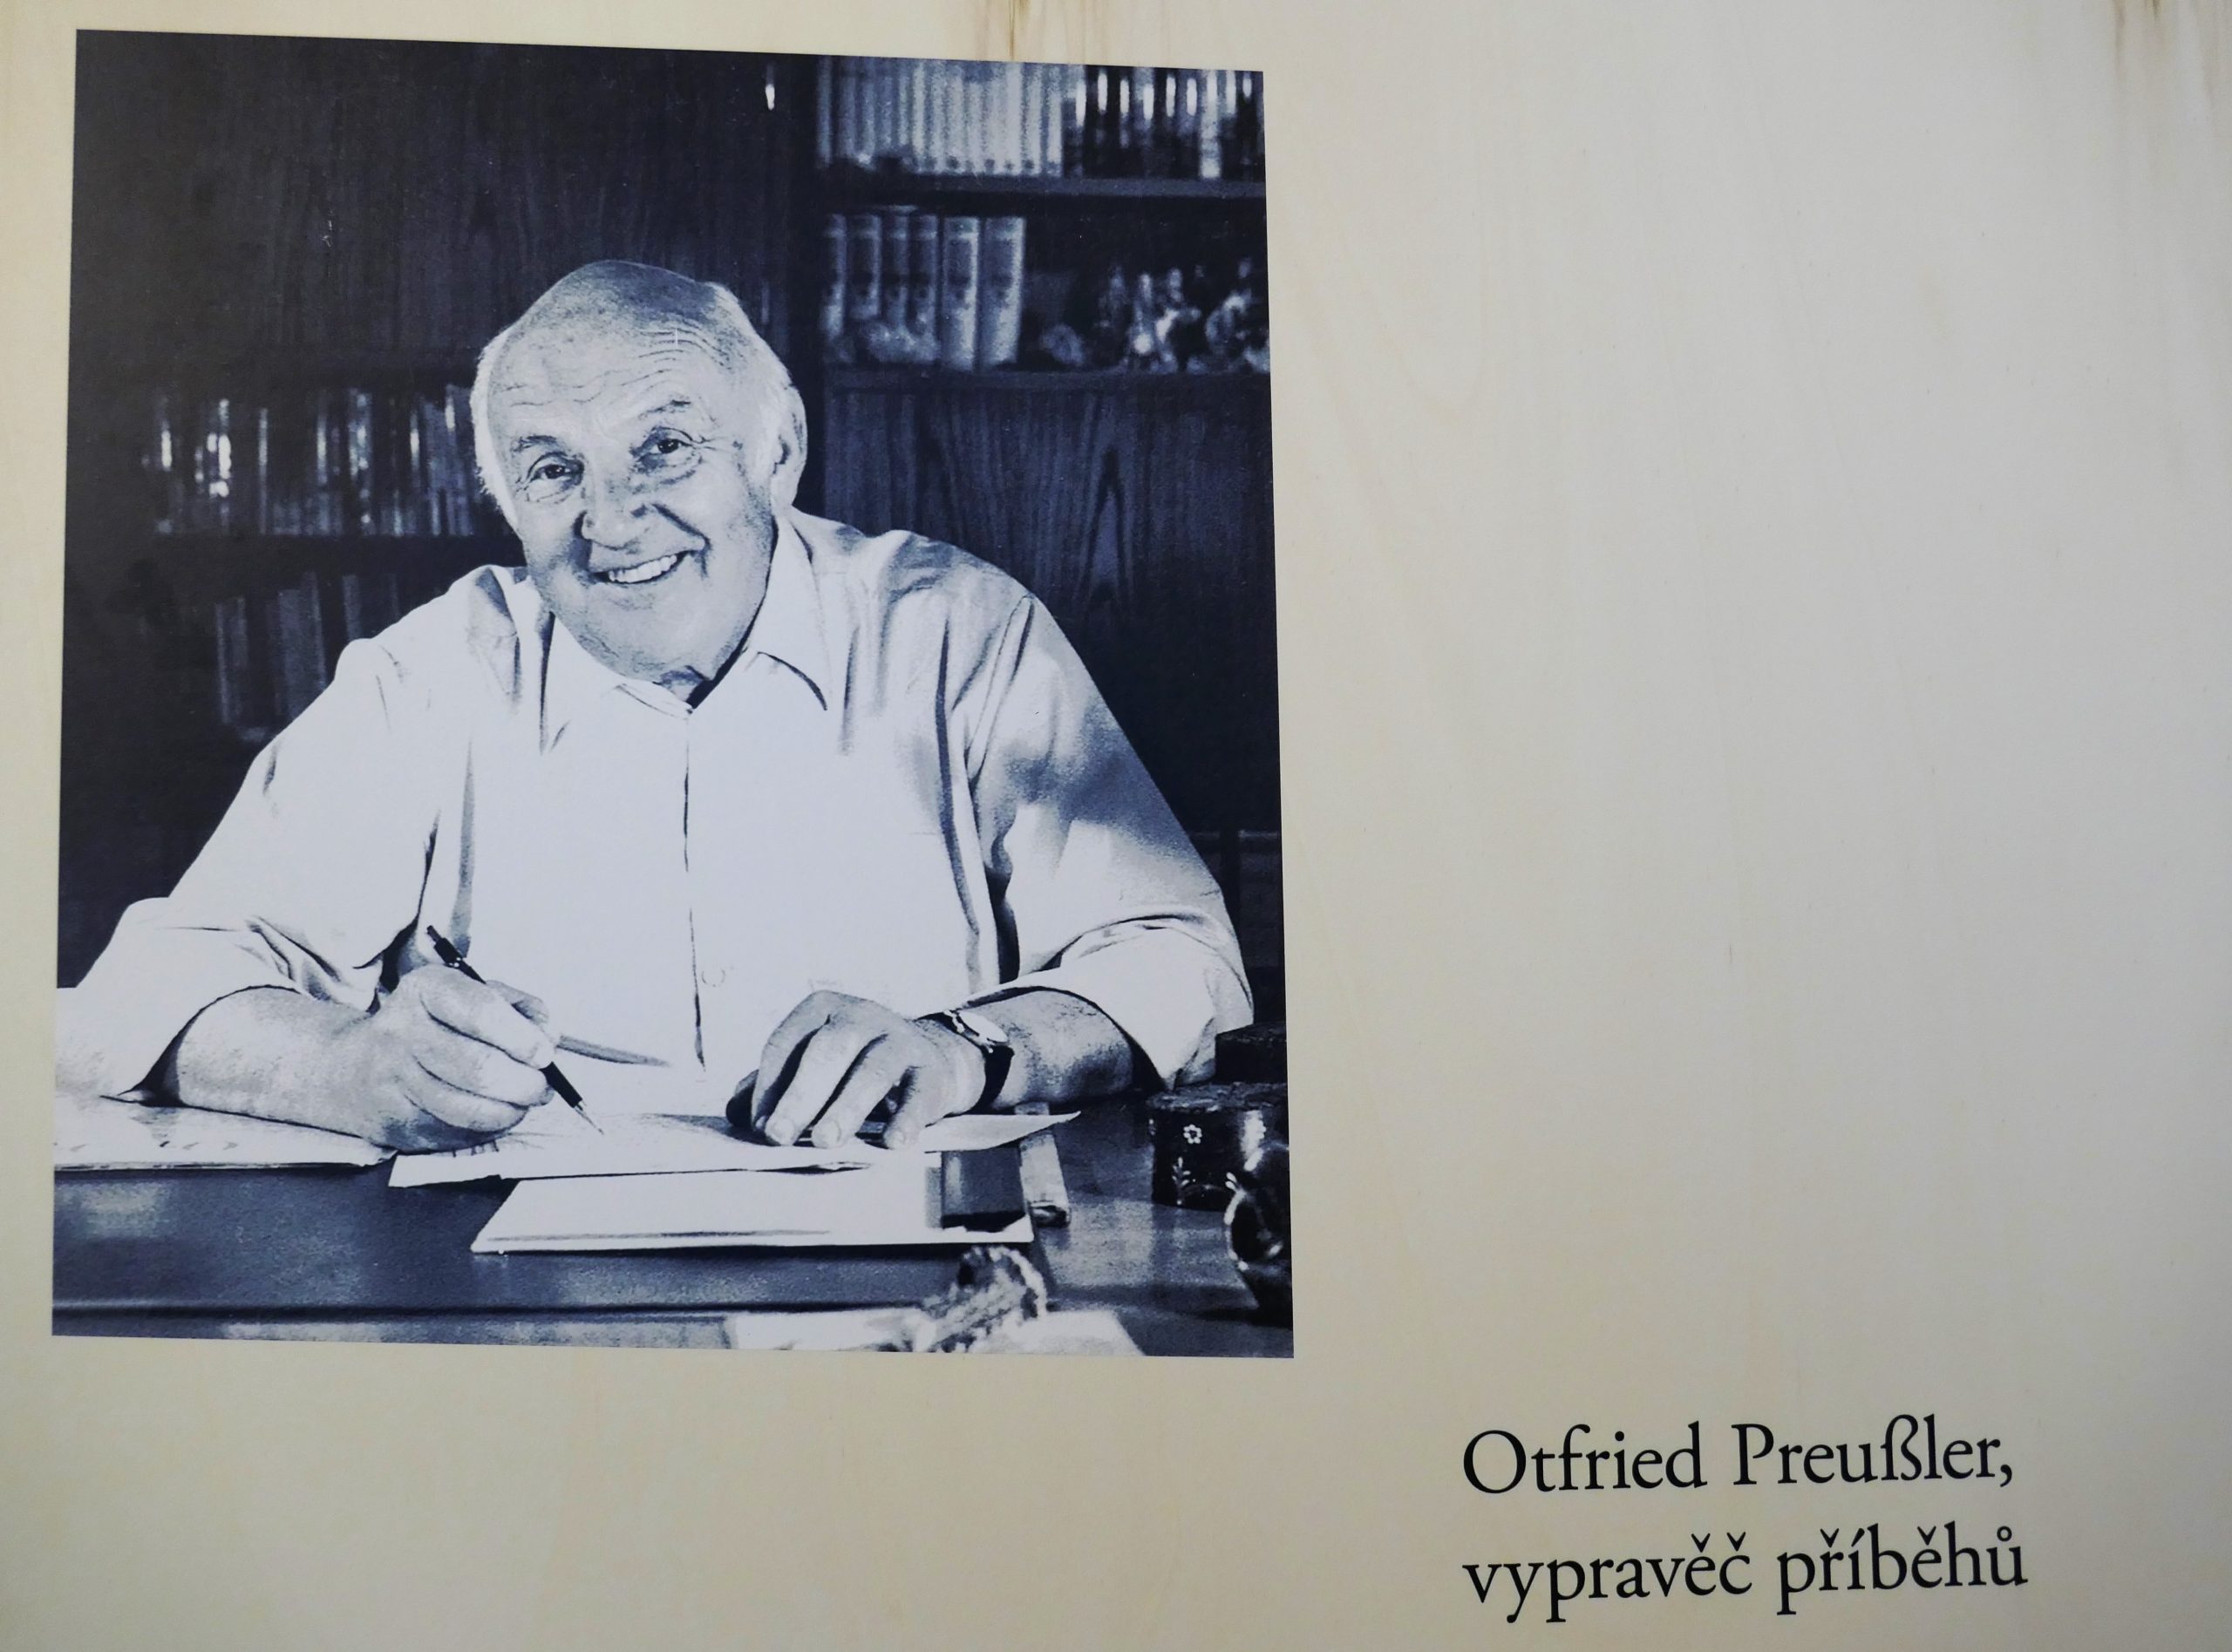 Otfried Preußler,
vypravěč příběhů